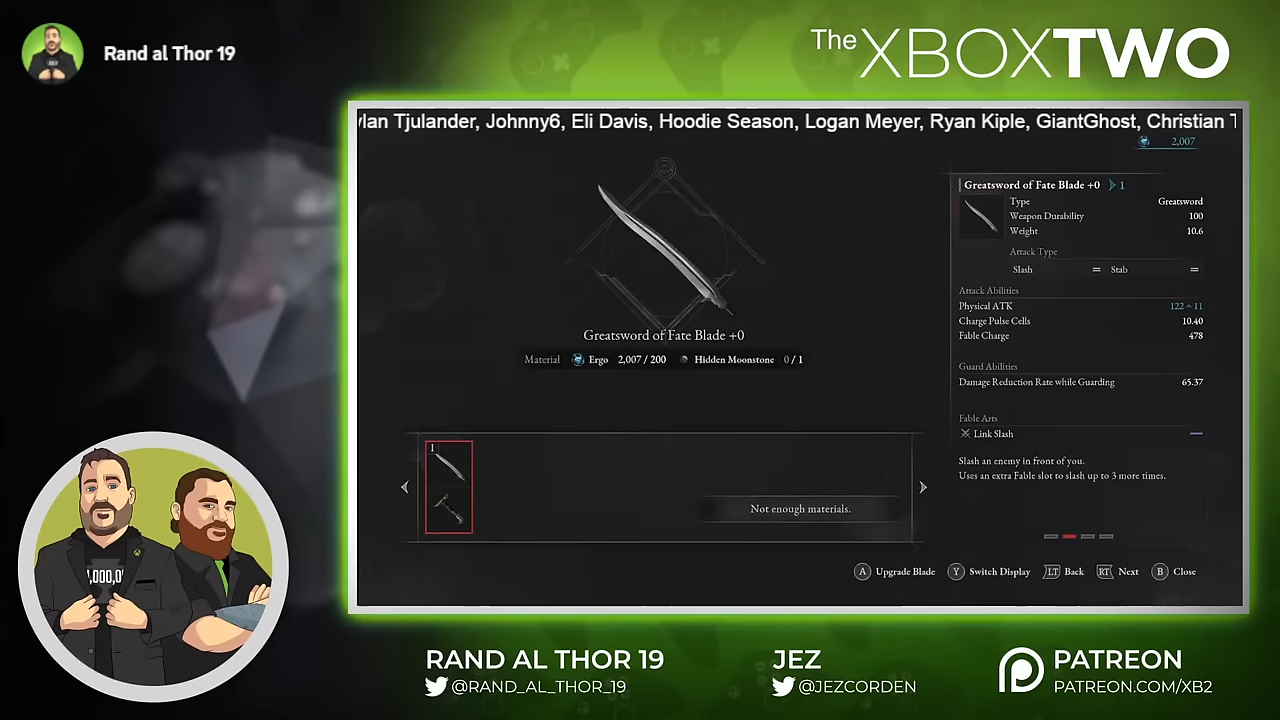 Rand al Thor 19
The XBOXTWO
lan Tjulander, Johnny6, Eli Davis, Hoodie Season, Logan Meyer, Ryan Kiple, GiantGhost, Christian T
2,007
Greatsword of Fate Blade +0 1
Type Greatsword
Weapon Durability 100
Weight 10.6
Attack Type
Slash = Stab =
Attack Abilities
Physical ATK 122 ^ 11
Charge Pulse Cells 10.40
Fable Charge 478
Guard Abilities
Damage Reduction Rate while Guarding 65.37
Fable Arts
Link Slash
Slash an enemy in front of you.
Uses an extra Fable slot to slash up to 3 more times.
Greatsword of Fate Blade +0
Material Ergo 2,007 / 200 Hidden Moonstone 0 / 1
I
Not enough materials.
A Upgrade Blade Y Switch Display LT Back RT Next B Close
,000,0
RAND AL THOR 19
@RAND_AL_THOR_19
JEZ
@JEZCORDEN
PATREON
PATREON.COM/XB2